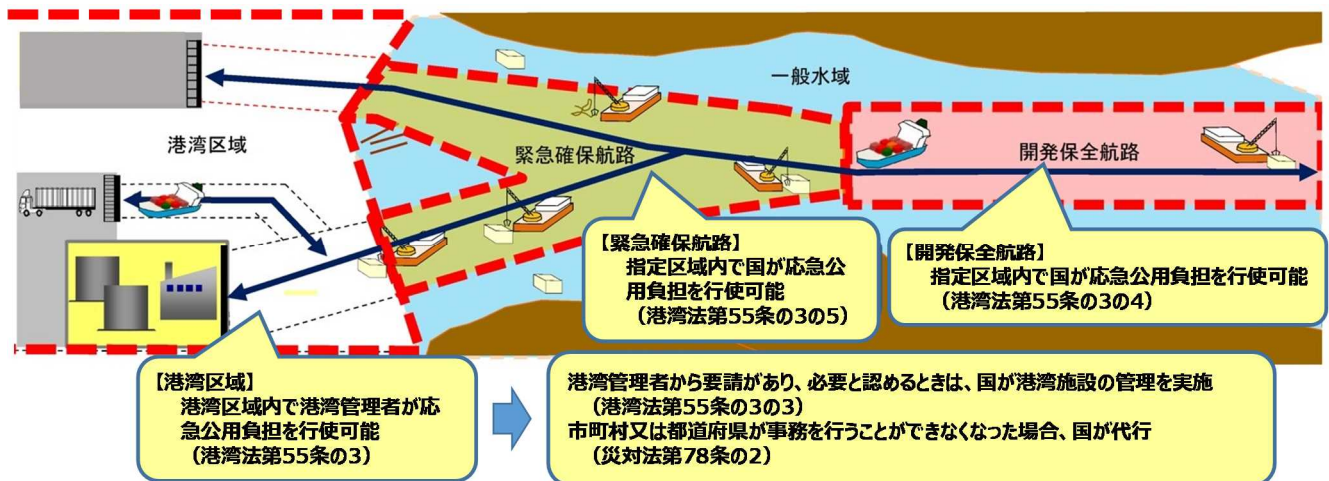 一般水域
港湾区域
緊急確保航路
開発保全航路
【緊急確保航路】
指定区域内で国が応急公
用負担を行使可能
（港湾法第55条の3の5）
【開発保全航路】
指定区域内で国が応急公用負担を行使可能
（港湾法第55条の3の4）
【港湾区域】
港湾区域内で港湾管理者が応
急公用負担を行使可能
（港湾法第55条の3）
港湾管理者から要請があり、必要と認めるときは、国が港湾施設の管理を実施
（港湾法第55条の3の3）
市町村又は都道府県が事務を行うことができなくなった場合、国が代行
（災対法第78条の2）